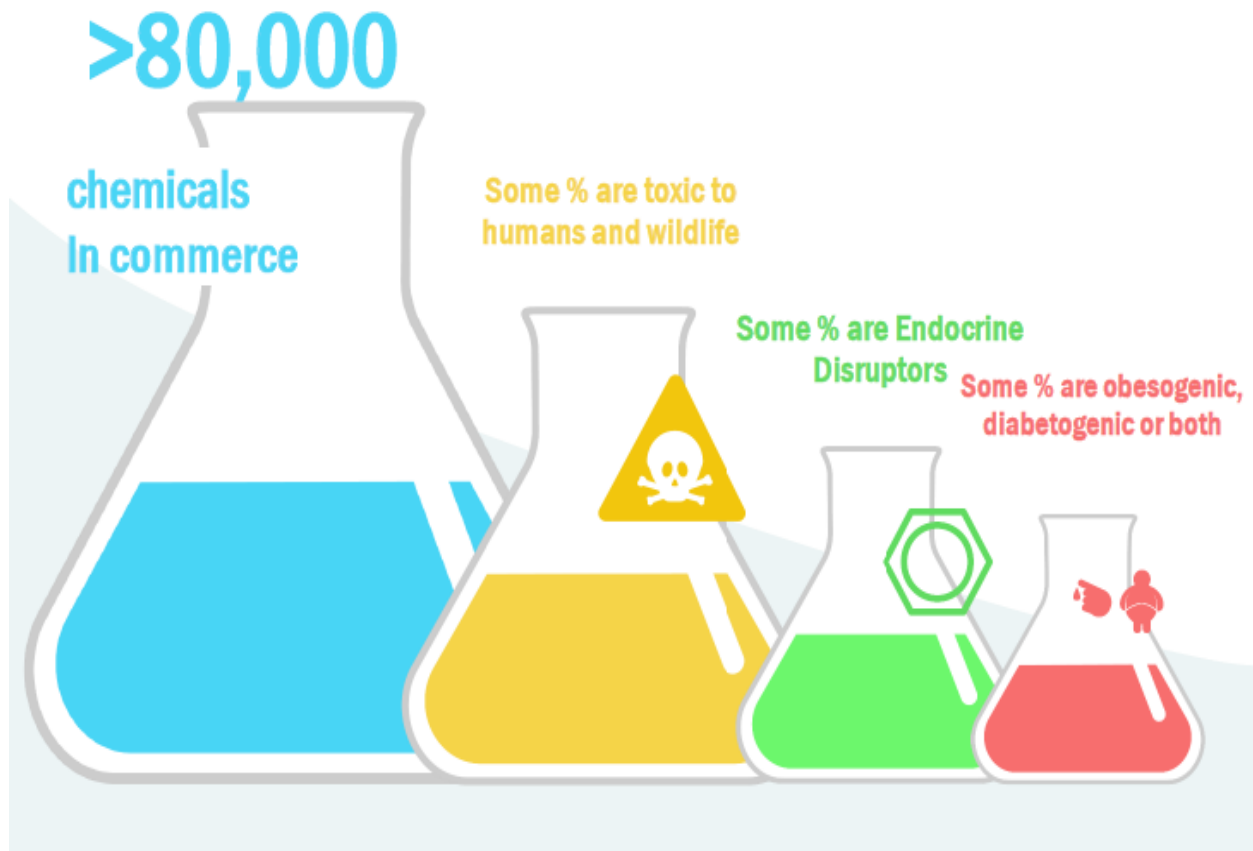 >80,000
chemicals
In commerce
Some % are toxic to
humans and wildlife
Some % are Endocrine
Disruptors
Some % are obesogenic,
diabetogenic or both